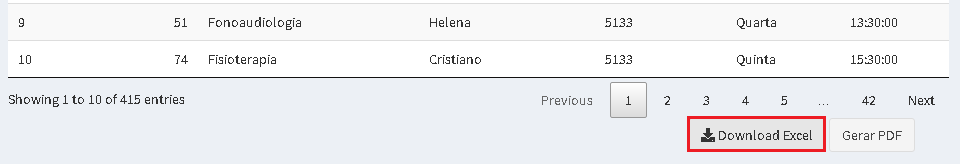 9 51 Fonoaudiologia Helena 5133 Quarta 13:30:00
10 74 Fisioterapia Cristiano 5133 Quinta 15:30:00
Showing 1 to 10 of 415 entries Previous 1 2 3 4 5 ... 42 Next
Download Excel Gerar PDF